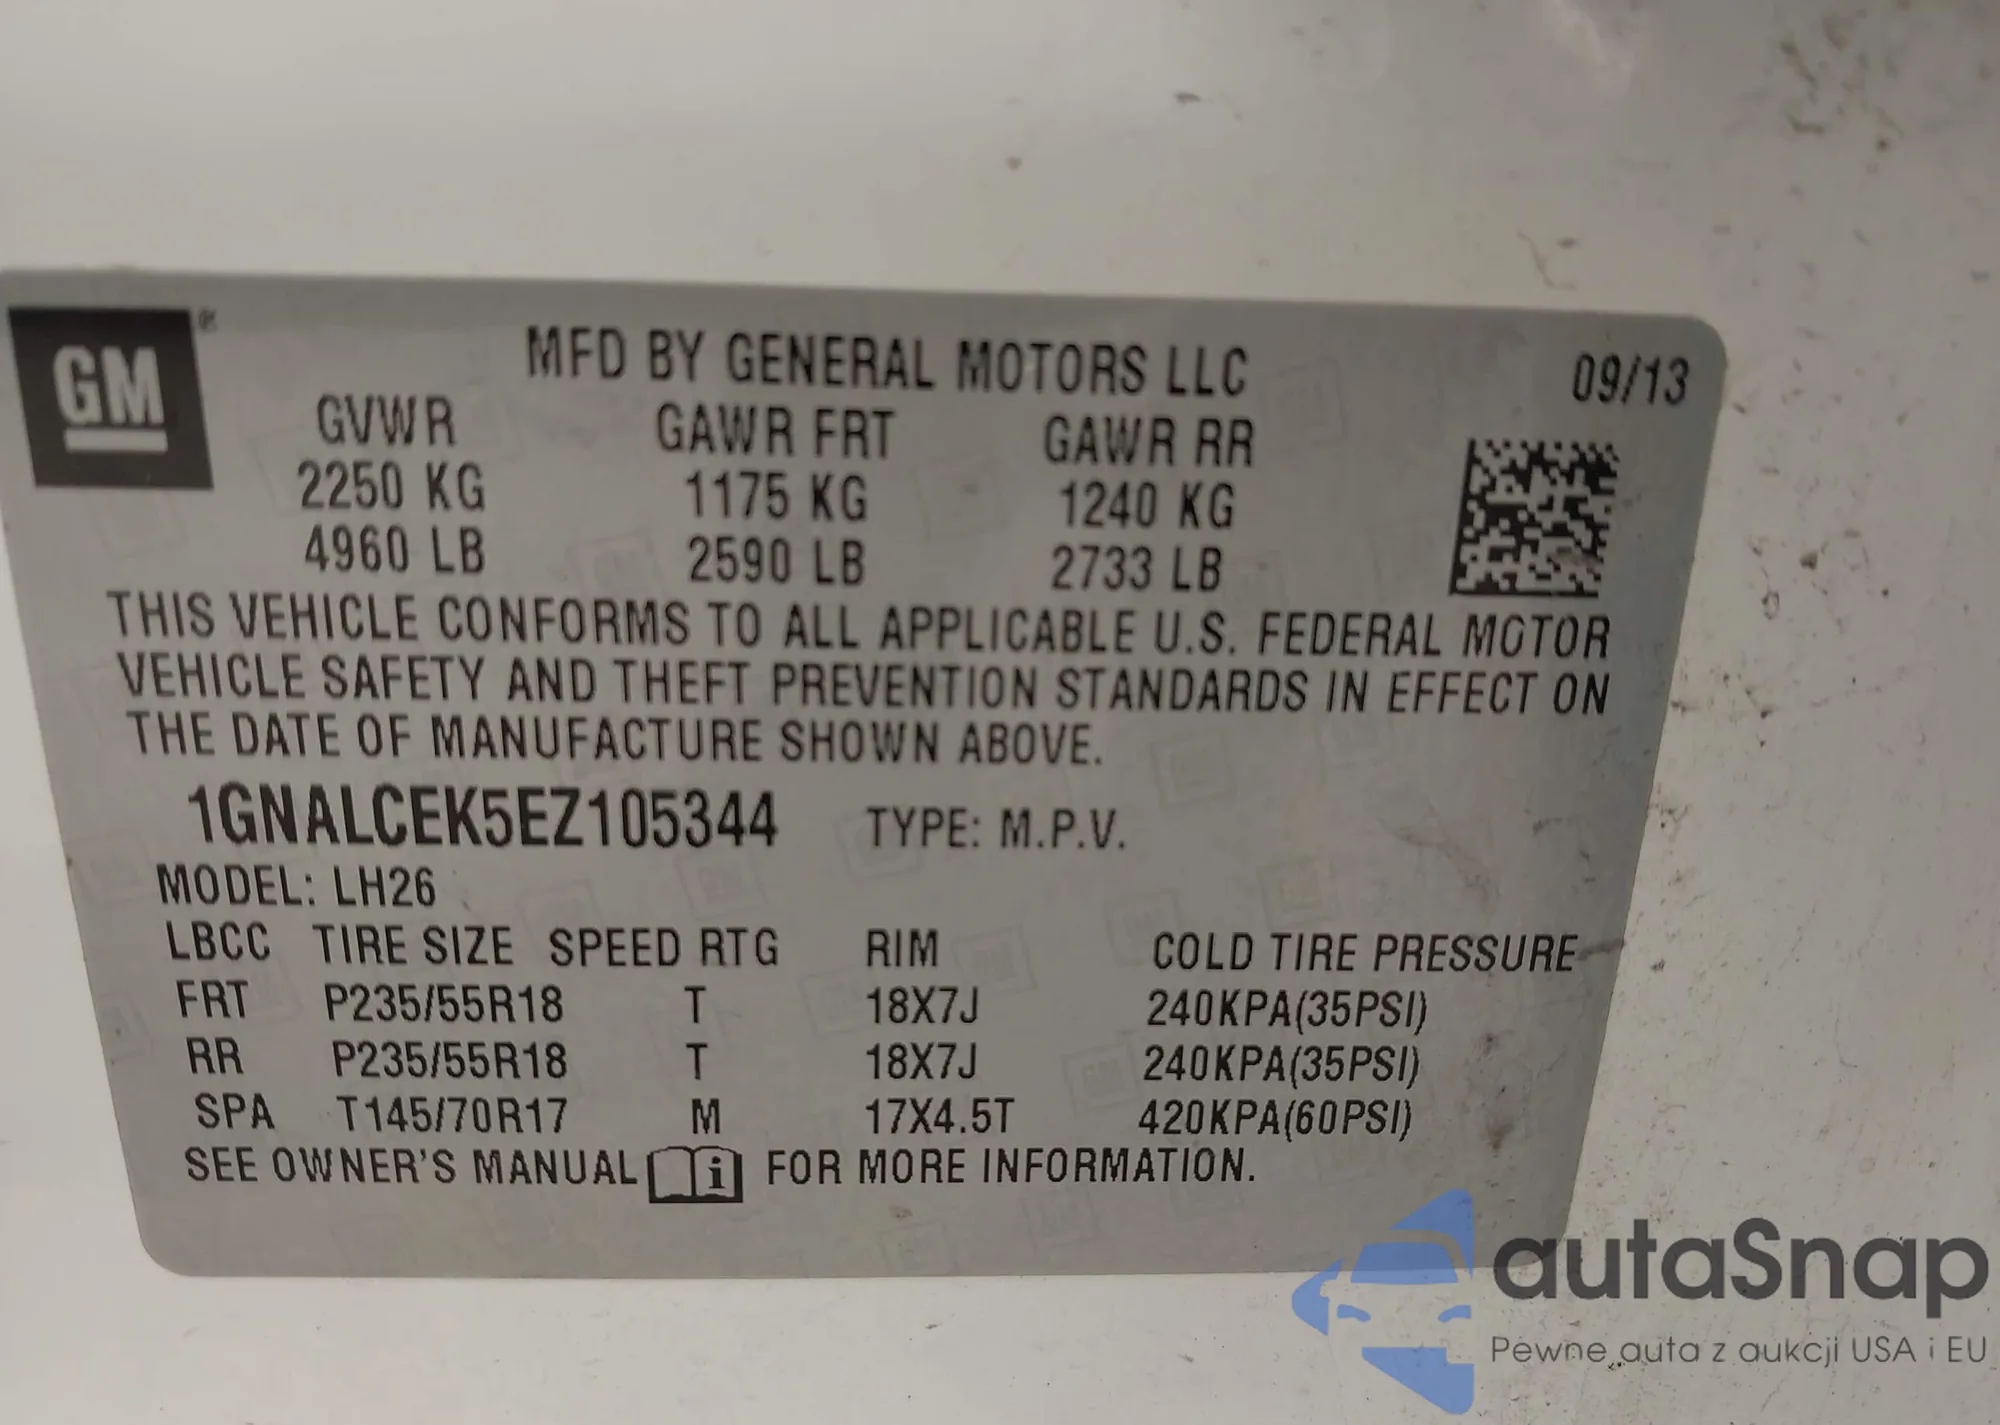 GM ®
MFD BY GENERAL MOTORS LLC 09/13
GVWR GAWR FRT GAWR RR
2250 KG 1175 KG 1240 KG
4960 LB 2590 LB 2733 LB
THIS VEHICLE CONFORMS TO ALL APPLICABLE U.S. FEDERAL MOTOR
VEHICLE SAFETY AND THEFT PREVENTION STANDARDS IN EFFECT ON
THE DATE OF MANUFACTURE SHOWN ABOVE.
1GNALCEK5EZ105344 TYPE: M.P.V.
MODEL: LH26
LBCC TIRE SIZE SPEED RTG RIM COLD TIRE PRESSURE
FRT P235/55R18 T 18X7J 240KPA(35PSI)
RR P235/55R18 T 18X7J 240KPA(35PSI)
SPA T145/70R17 M 17X4.5T 420KPA(60PSI)
SEE OWNER'S MANUAL i FOR MORE INFORMATION.
autaSnap
Pewne auta z aukcji USA i EU